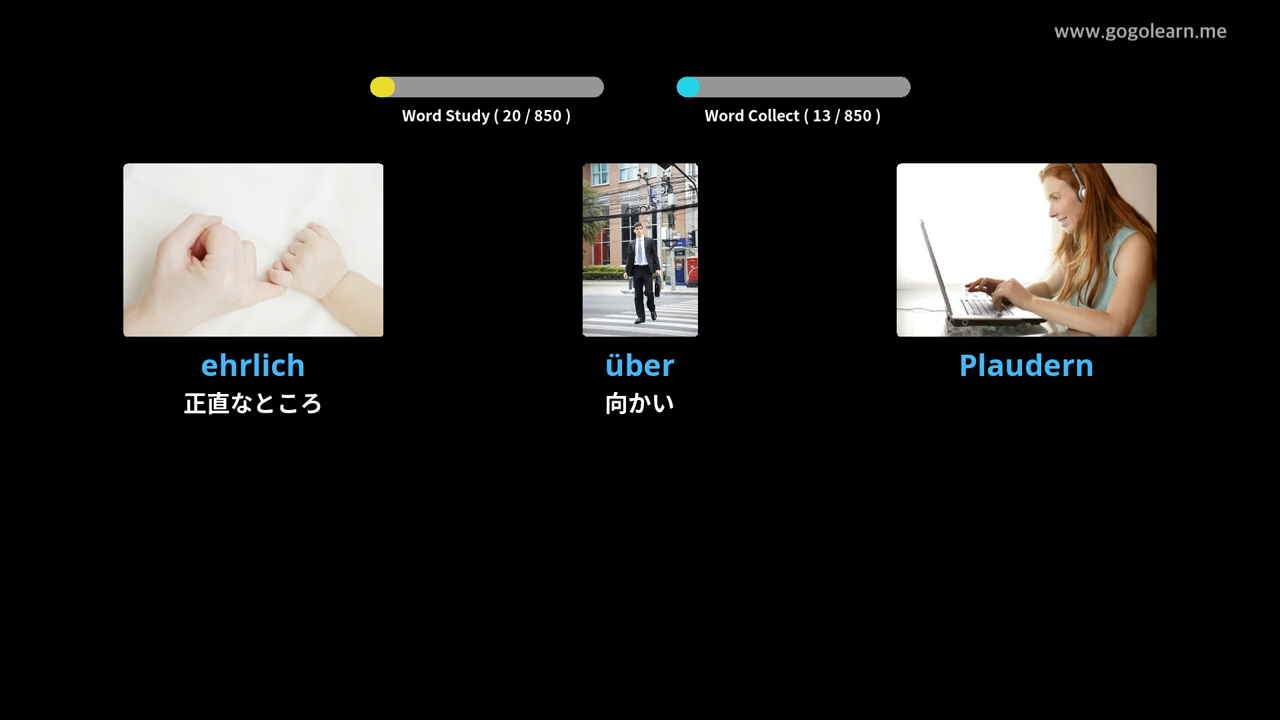 www.gogolearn.me
Word Study ( 20 / 850 )
Word Collect ( 13 / 850 )
ehrlich
über
Plaudern
正直なところ
向かい